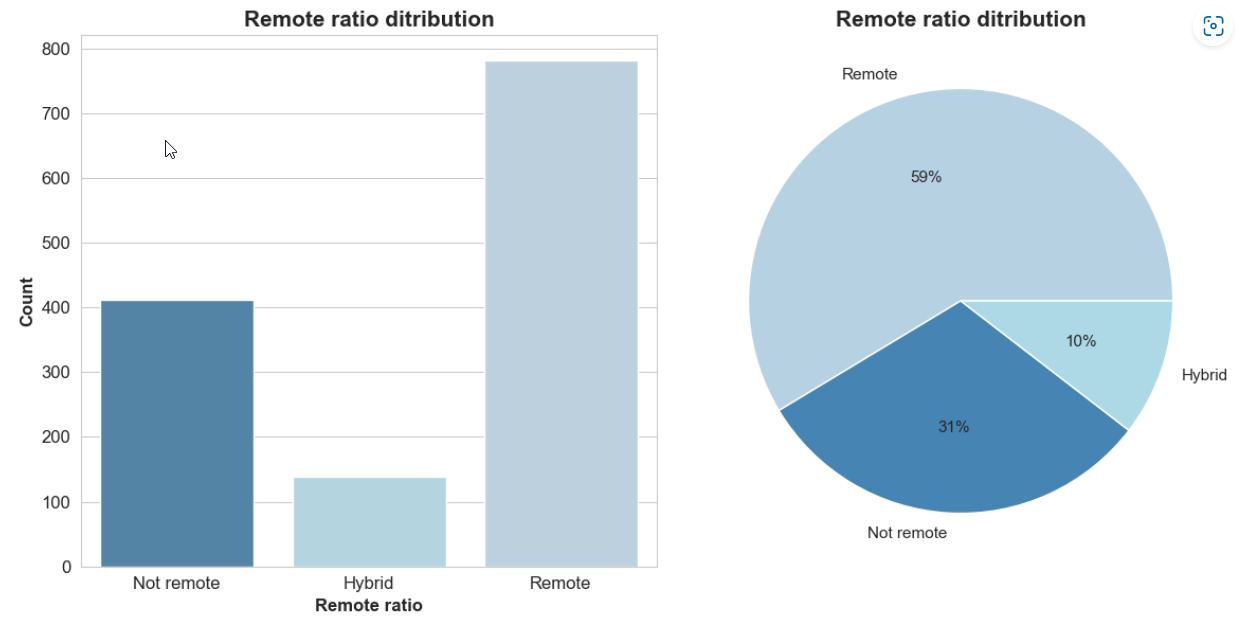 Remote ratio ditribution
800
700
600
500
400
300
200
100
0
Count
Not remote
Hybrid
Remote
Remote ratio
Remote ratio ditribution
Remote
59%
10%
Hybrid
31%
Not remote